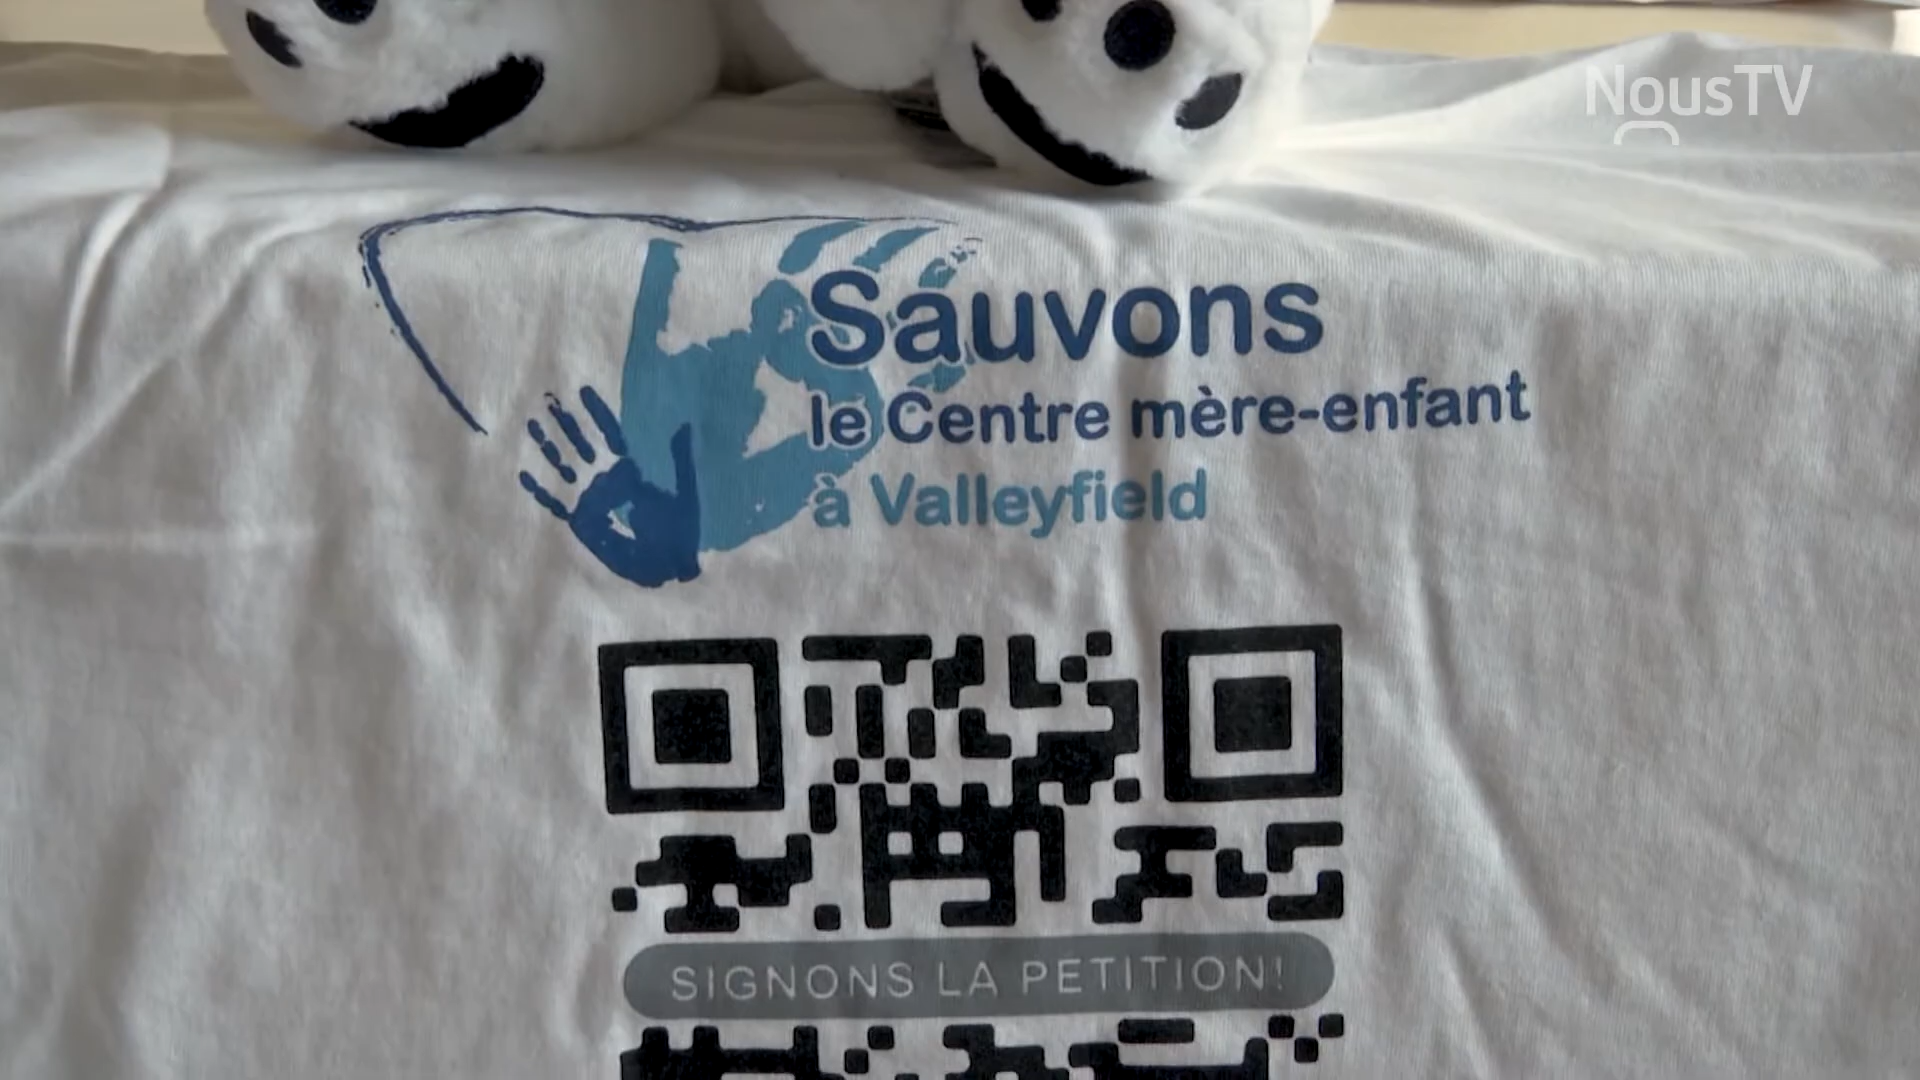 NousTV
Sauvons
le Centre mère-enfant
à Valleyfield
SIGNONS LA PETITION!